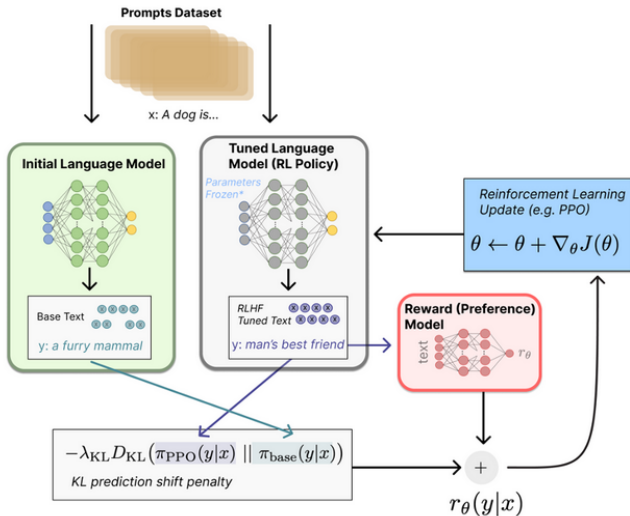 Prompts Dataset
x: A dog is...
Initial Language Model
Base Text
x x x x
x x x x
y: a furry mammal
Tuned Language
Model (RL Policy)
Parameters
Frozen*
RLHF
Tuned Text
x x x x
x x x x
y: man's best friend
Reinforcement Learning
Update (e.g. PPO)
θ ← θ + ∇θJ(θ)
Reward (Preference)
Model
text
rθ
−λKL DKL(πPPO(y|x) || πbase(y|x))
KL prediction shift penalty
+
rθ(y|x)